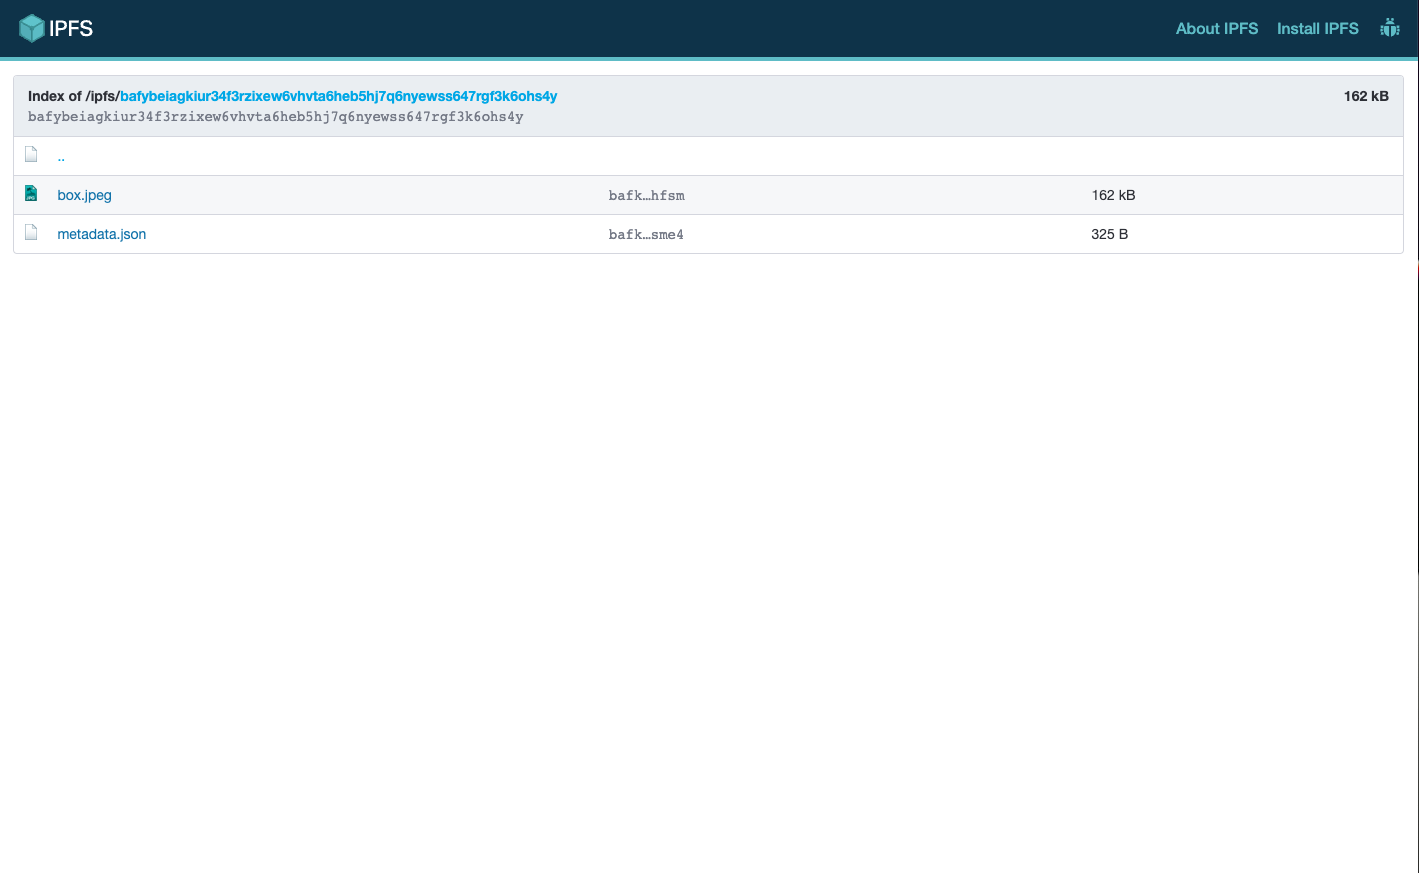 IPFS
About IPFS Install IPFS
Index of /ipfs/bafybeiagkiur34f3rzixew6vhvta6heb5hj7q6nyewss647rgf3k6ohs4y 162 kB
bafybeiagkiur34f3rzixew6vhvta6heb5hj7q6nyewss647rgf3k6ohs4y
..
box.jpeg bafk…hfsm 162 kB
metadata.json bafk…sme4 325 B